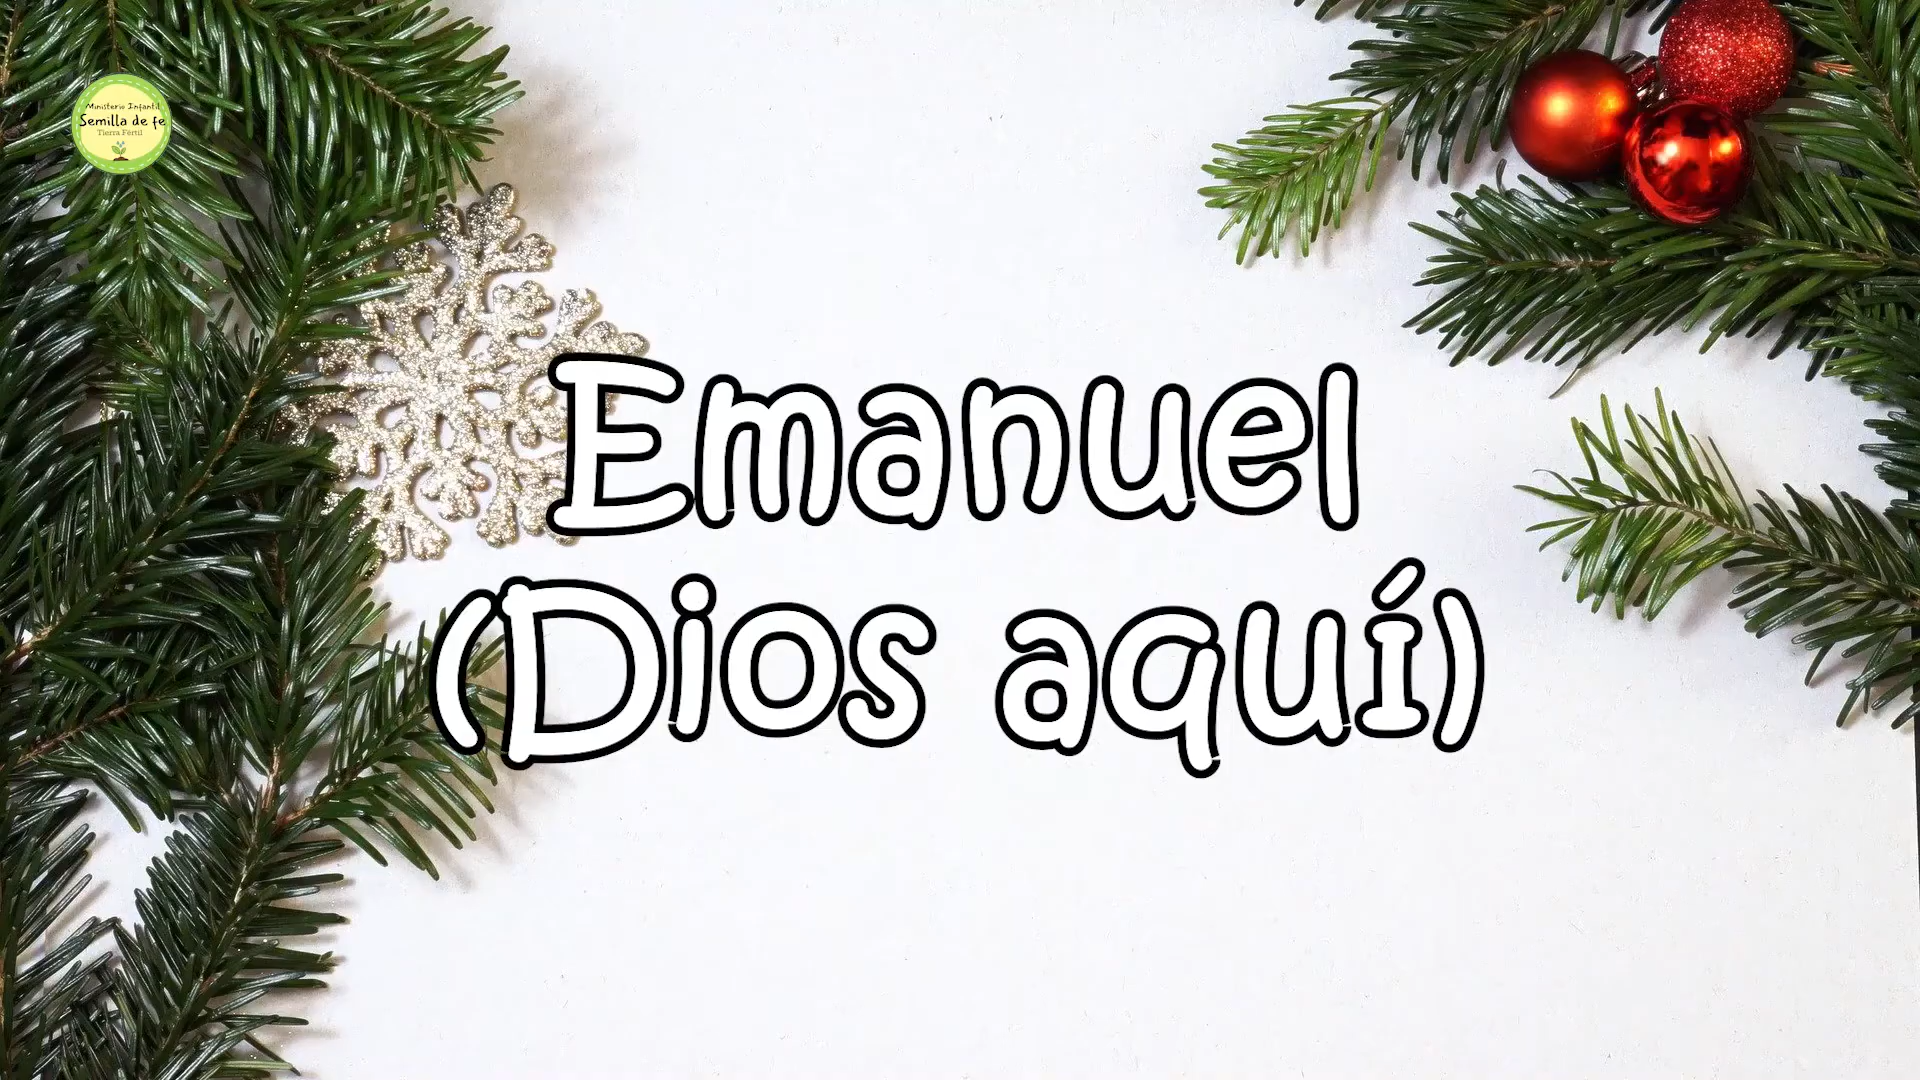 Ministerio Infantil
Semilla de fe
Tierra Fértil
Emanuel
(Dios aquí)